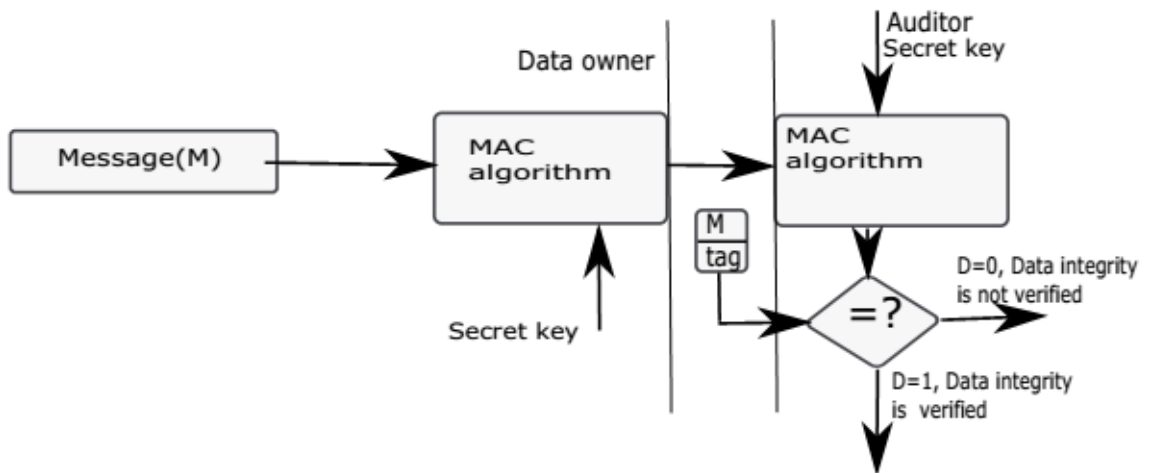 Auditor
Secret key
Data owner
Message(M)
MAC
algorithm
MAC
algorithm
M
tag
D=0, Data integrity
is not verified
=?
Secret key
D=1, Data integrity
is verified